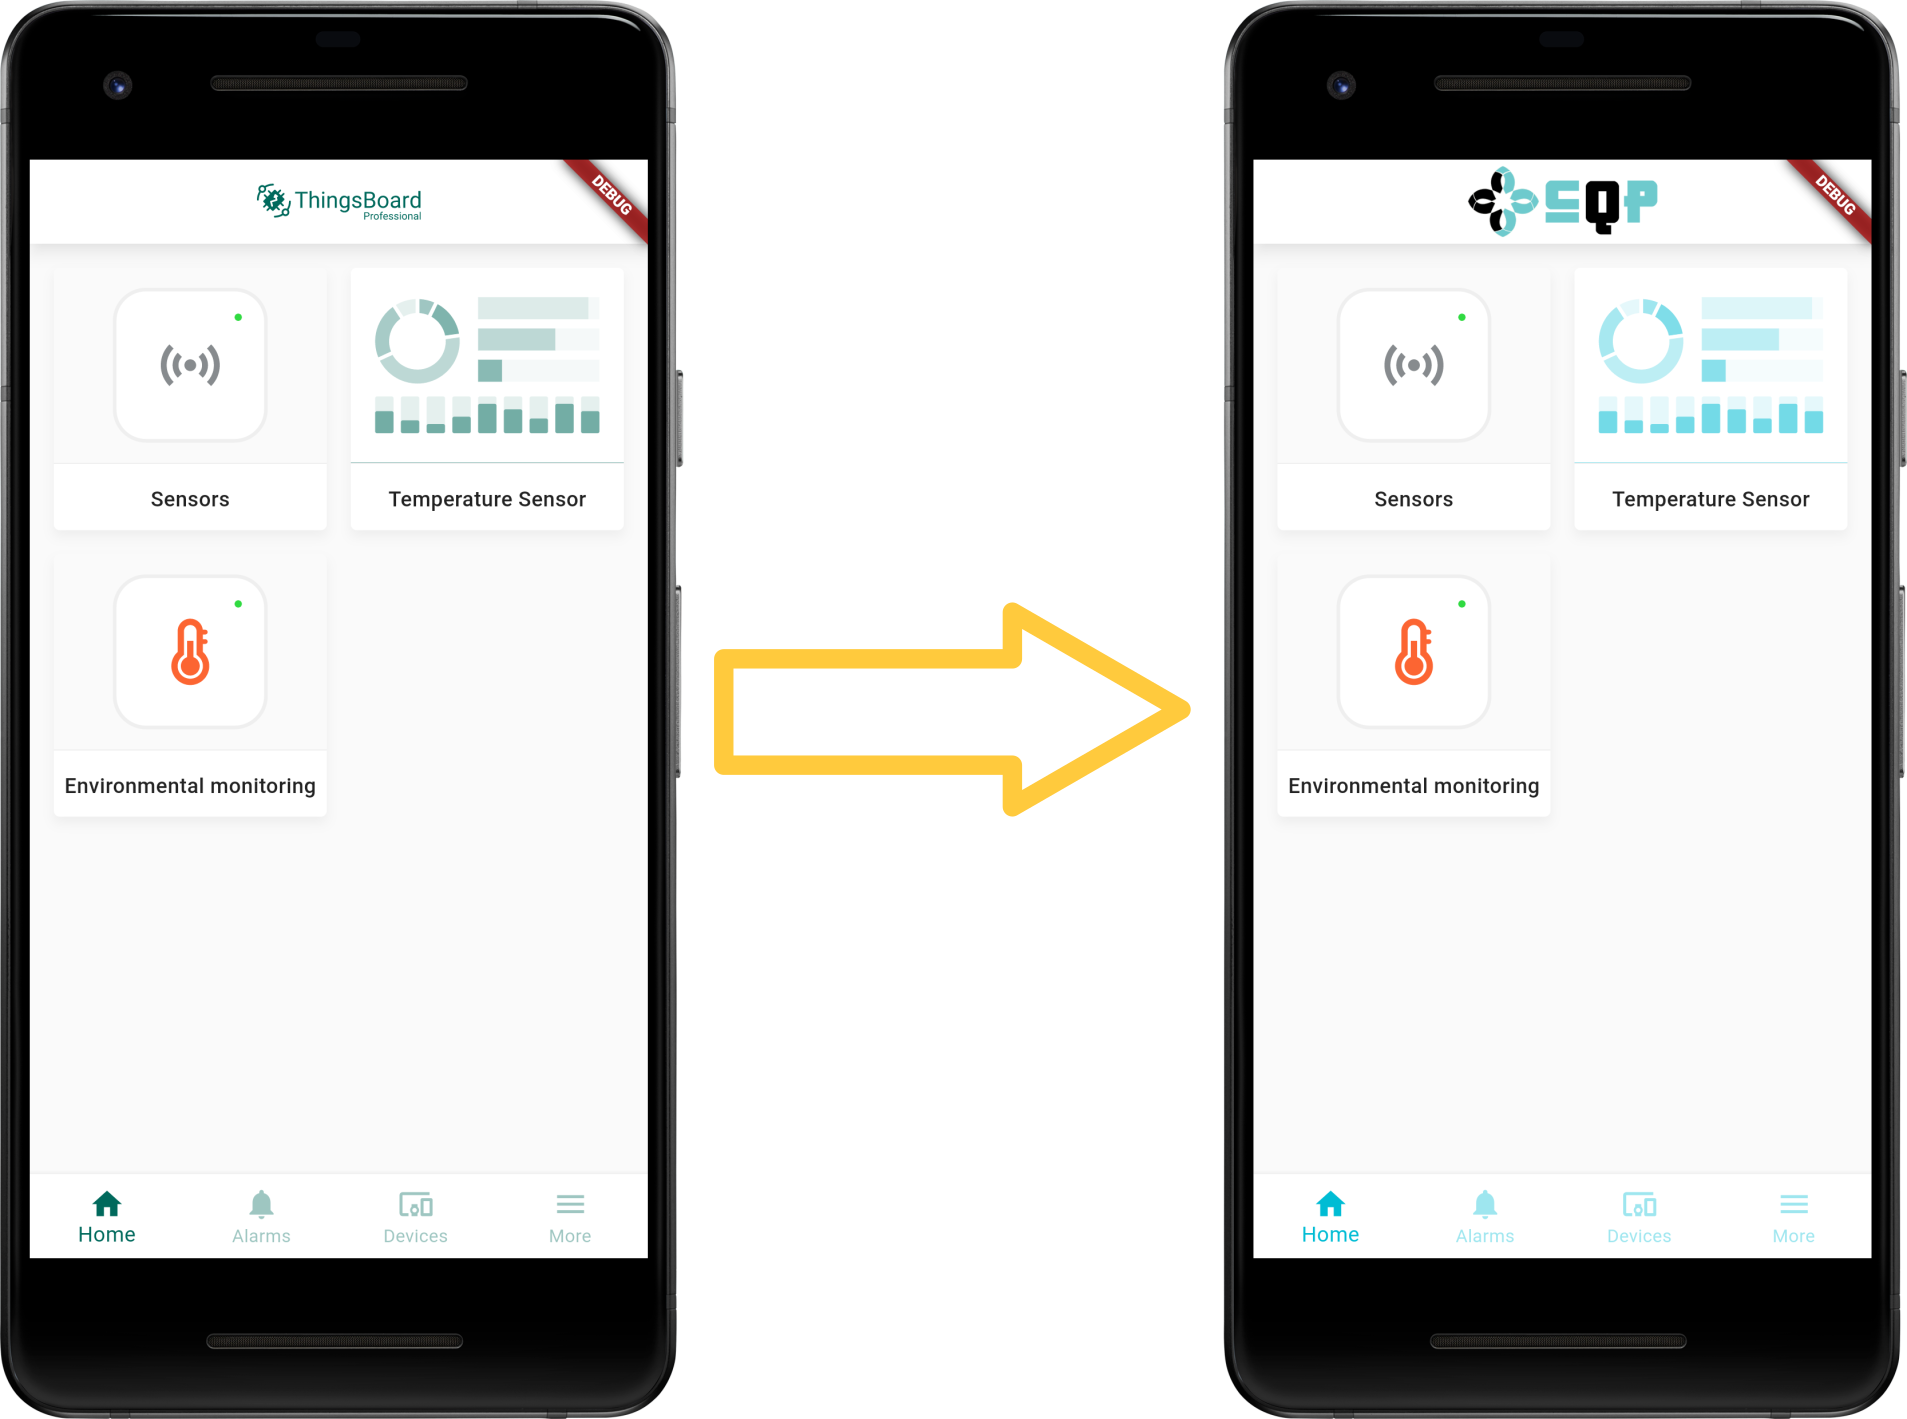 ThingsBoard
Professional
DEBUG
Sensors
Temperature Sensor
Environmental monitoring
Home
Alarms
Devices
More
SQP
DEBUG
Sensors
Temperature Sensor
Environmental monitoring
Home
Alarms
Devices
More